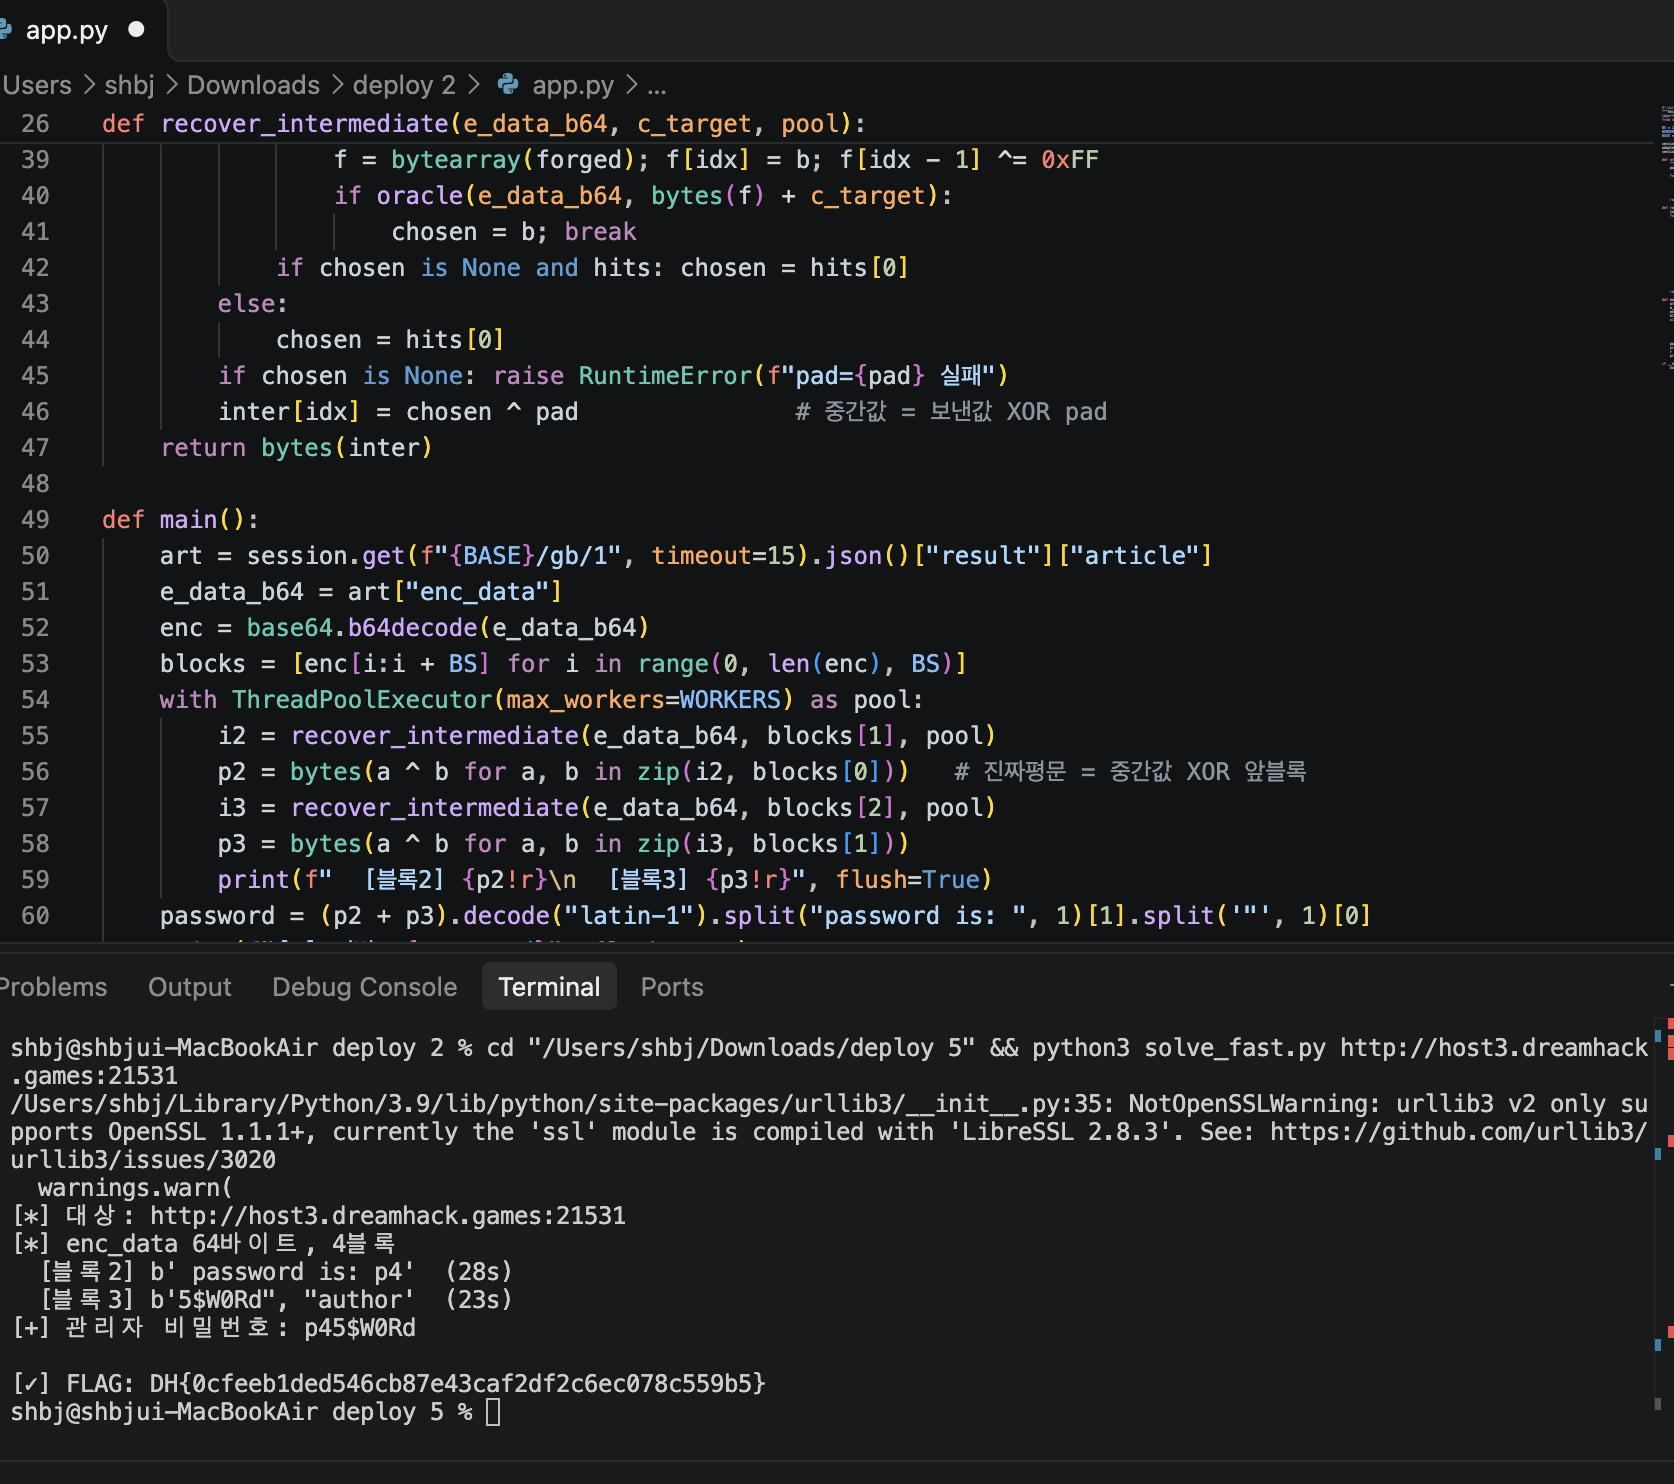 app.py
Users > shbj > Downloads > deploy 2 > app.py > ...
26 def recover_intermediate(e_data_b64, c_target, pool):
39 f = bytearray(forged); f[idx] = b; f[idx - 1] ^= 0xFF
40 if oracle(e_data_b64, bytes(f) + c_target):
41 chosen = b; break
42 if chosen is None and hits: chosen = hits[0]
43 else:
44 chosen = hits[0]
45 if chosen is None: raise RuntimeError(f"pad={pad} 실패")
46 inter[idx] = chosen ^ pad # 중간값 = 보낸값 XOR pad
47 return bytes(inter)
48
49 def main():
50 art = session.get(f"{BASE}/gb/1", timeout=15).json()["result"]["article"]
51 e_data_b64 = art["enc_data"]
52 enc = base64.b64decode(e_data_b64)
53 blocks = [enc[i:i + BS] for i in range(0, len(enc), BS)]
54 with ThreadPoolExecutor(max_workers=WORKERS) as pool:
55 i2 = recover_intermediate(e_data_b64, blocks[1], pool)
56 p2 = bytes(a ^ b for a, b in zip(i2, blocks[0])) # 진짜평문 = 중간값 XOR 앞블록
57 i3 = recover_intermediate(e_data_b64, blocks[2], pool)
58 p3 = bytes(a ^ b for a, b in zip(i3, blocks[1]))
59 print(f"  [블록2] {p2!r}\n  [블록3] {p3!r}", flush=True)
60 password = (p2 + p3).decode("latin-1").split("password is: ", 1)[1].split('"', 1)[0]
Problems Output Debug Console Terminal Ports
shbj@shbjui-MacBookAir deploy 2 % cd "/Users/shbj/Downloads/deploy 5" && python3 solve_fast.py http://host3.dreamhack
.games:21531
/Users/shbj/Library/Python/3.9/lib/python/site-packages/urllib3/__init__.py:35: NotOpenSSLWarning: urllib3 v2 only su
pports OpenSSL 1.1.1+, currently the 'ssl' module is compiled with 'LibreSSL 2.8.3'. See: https://github.com/urllib3/
urllib3/issues/3020
warnings.warn(
[*] 대상: http://host3.dreamhack.games:21531
[*] enc_data 64바이트, 4블록
[블록2] b' password is: p4' (28s)
[블록3] b'5$W0Rd", "author' (23s)
[+] 관리자 비밀번호: p45$W0Rd
[✓] FLAG: DH{0cfeeb1ded546cb87e43caf2df2c6ec078c559b5}
shbj@shbjui-MacBookAir deploy 5 %